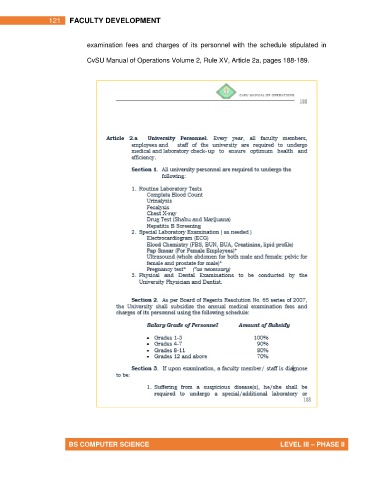 121 FACULTY DEVELOPMENT
examination fees and charges of its personnel with the schedule stipulated in
CvSU Manual of Operations Volume 2, Rule XV, Article 2a, pages 188-189.
CvSU MANUAL OF OPERATIONS
188
Article 2.a University Personnel. Every year, all faculty members,
employees and staff of the university are required to undergo
medical and laboratory check-up to ensure optimum health and
efficiency.
Section 1. All university personnel are required to undergo the
following:
1. Routine Laboratory Tests
Complete Blood Count
Urinalysis
Fecalysis
Chest X-ray
Drug Test (Shabu and Marijuana)
Hepatitis B Screening
2. Special Laboratory Examination ( as needed )
Electrocardiogram (ECG)
Blood Chemistry (FBS, BUN, BUA, Creatinine, lipid profile)
Pap Smear (For Female Employees)*
Ultrasound (whole abdomen for both male and female: pelvic for
female and prostate for male)*
Pregnancy test* (*as necessary)
3. Physical and Dental Examinations to be conducted by the
University Physician and Dentist.
Section 2. As per Board of Regents Resolution No. 65 series of 2007,
the University shall subsidize the annual medical examination fees and
charges of its personnel using the following schedule:
Salary Grade of Personnel Amount of Subsidy
• Grades 1-3 100%
• Grades 4-7 90%
• Grades 8-11 80%
• Grades 12 and above 70%
Section 3. If upon examination, a faculty member/ staff is diagnose
to be:
1. Suffering from a suspicious disease(s), he/she shall be
required to undergo a special/additional laboratory or
188
BS COMPUTER SCIENCE LEVEL III – PHASE II